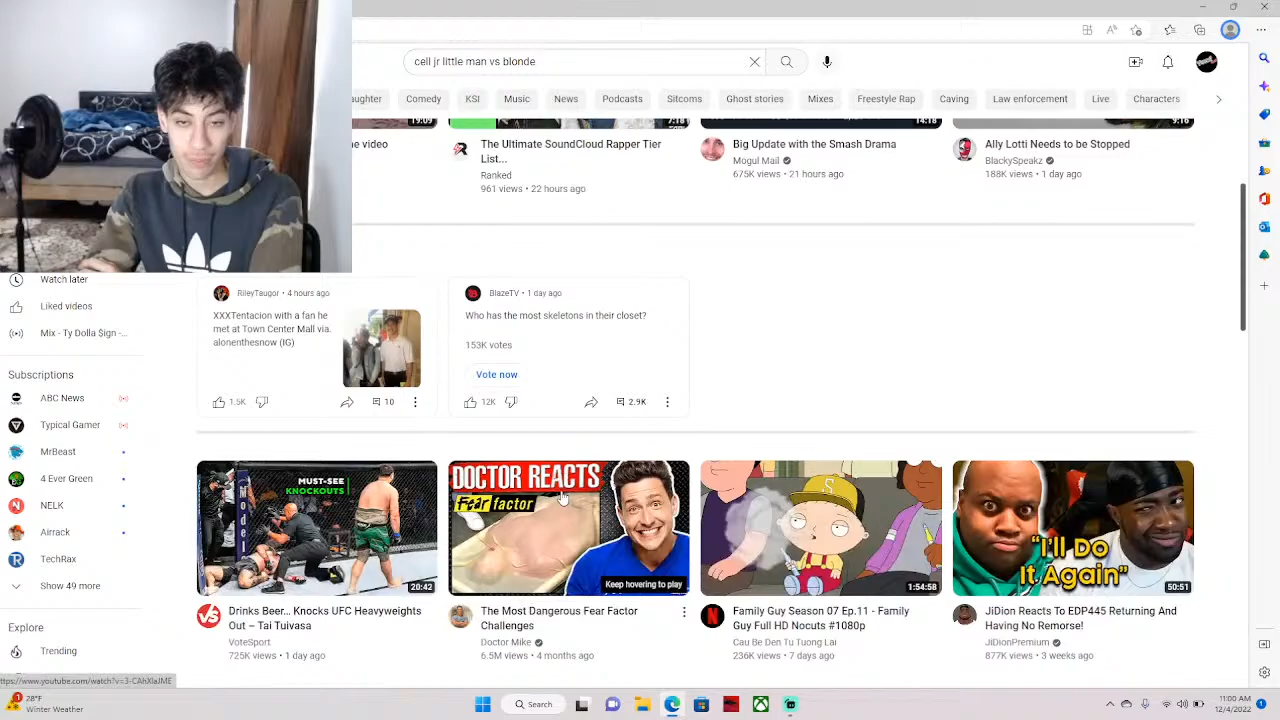 cell jr little man vs blonde
aughter
Comedy
KSI
Music
News
Podcasts
Sitcoms
Ghost stories
Mixes
Freestyle Rap
Caving
Law enforcement
Live
Characters
19:09
7:18
14:18
9:16
he video
The Ultimate SoundCloud Rapper Tier
List...
Ranked
961 views • 22 hours ago
Big Update with the Smash Drama
Mogul Mail
675K views • 21 hours ago
Ally Lotti Needs to be Stopped
BlackySpeakz
188K views • 1 day ago
Watch later
Liked videos
Mix - Ty Dolla $ign -...
Subscriptions
ABC News
Typical Gamer
MrBeast
4 Ever Green
NELK
Airrack
TechRax
Show 49 more
Explore
Trending
RileyTaugor • 4 hours ago
XXXTentacion with a fan he
met at Town Center Mall via.
alonenthesnow (IG)
1.5K
10
BlazeTV • 1 day ago
Who has the most skeletons in their closet?
153K votes
Vote now
12K
2.9K
MUST-SEE
KNOCKOUTS
20:42
Drinks Beer... Knocks UFC Heavyweights
Out – Tai Tuivasa
VoteSport
725K views • 1 day ago
DOCTOR REACTS
fear factor
Keep hovering to play
The Most Dangerous Fear Factor
Challenges
Doctor Mike
6.5M views • 4 months ago
S
1:54:58
Family Guy Season 07 Ep.11 - Family
Guy Full HD Nocuts #1080p
Cau Be Den Tu Tuong Lai
236K views • 7 days ago
"I'll Do
It Again"
50:51
JiDion Reacts To EDP445 Returning And
Having No Remorse!
JiDionPremium
877K views • 3 weeks ago
https://www.youtube.com/watch?v=3-CAhXlaJME
28°F
Winter Weather
Search
11:00 AM
12/4/2022